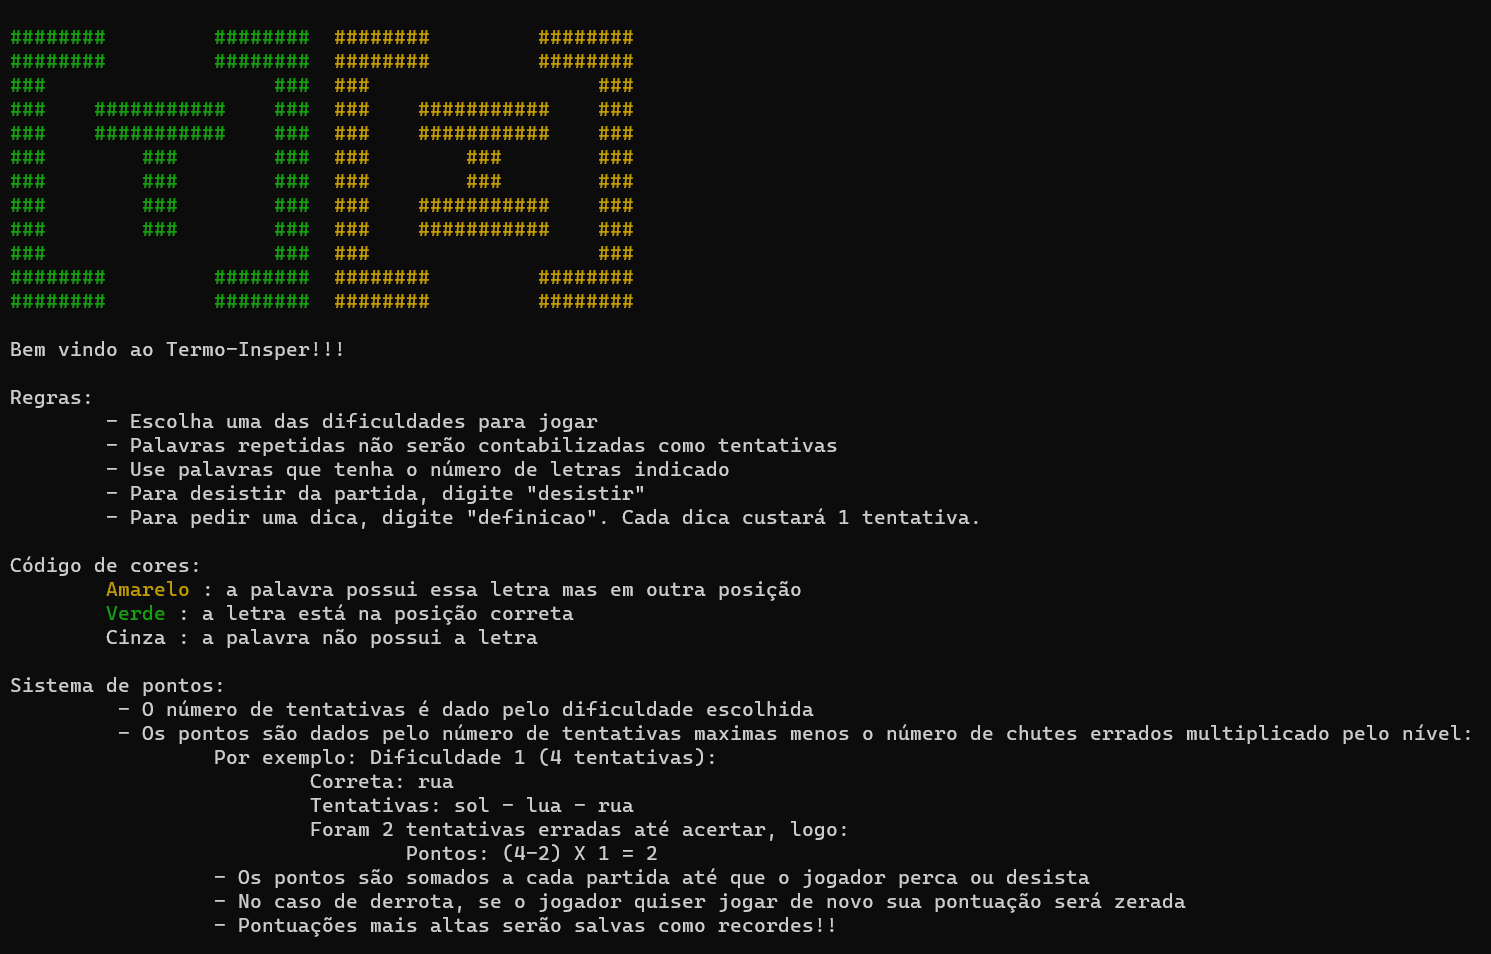 ########         ########  ########         ########
########         ########  ########         ########
###                   ###  ###                   ###
###    ###########    ###  ###    ###########    ###
###    ###########    ###  ###    ###########    ###
###        ###        ###  ###        ###        ###
###        ###        ###  ###        ###        ###
###        ###        ###  ###    ###########    ###
###        ###        ###  ###    ###########    ###
###                   ###  ###                   ###
########         ########  ########         ########
########         ########  ########         ########
Bem vindo ao Termo-Insper!!!
Regras:
- Escolha uma das dificuldades para jogar
- Palavras repetidas não serão contabilizadas como tentativas
- Use palavras que tenha o número de letras indicado
- Para desistir da partida, digite "desistir"
- Para pedir uma dica, digite "definicao". Cada dica custará 1 tentativa.
Código de cores:
Amarelo : a palavra possui essa letra mas em outra posição
Verde : a letra está na posição correta
Cinza : a palavra não possui a letra
Sistema de pontos:
- O número de tentativas é dado pelo dificuldade escolhida
- Os pontos são dados pelo número de tentativas maximas menos o número de chutes errados multiplicado pelo nível:
Por exemplo: Dificuldade 1 (4 tentativas):
Correta: rua
Tentativas: sol - lua - rua
Foram 2 tentativas erradas até acertar, logo:
Pontos: (4-2) X 1 = 2
- Os pontos são somados a cada partida até que o jogador perca ou desista
- No caso de derrota, se o jogador quiser jogar de novo sua pontuação será zerada
- Pontuações mais altas serão salvas como recordes!!